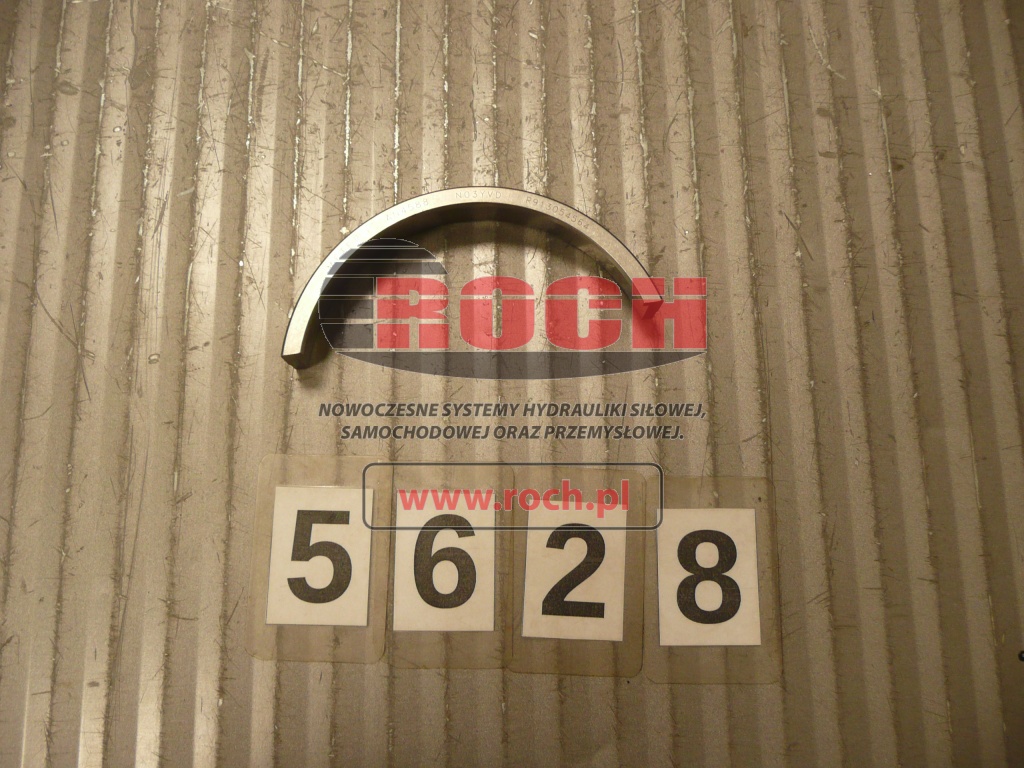 ROCH
NOWOCZESNE SYSTEMY HYDRAULIKI SIŁOWEJ,
SAMOCHODOWEJ ORAZ PRZEMYSŁOWEJ.
www.roch.pl
5 6 2 8